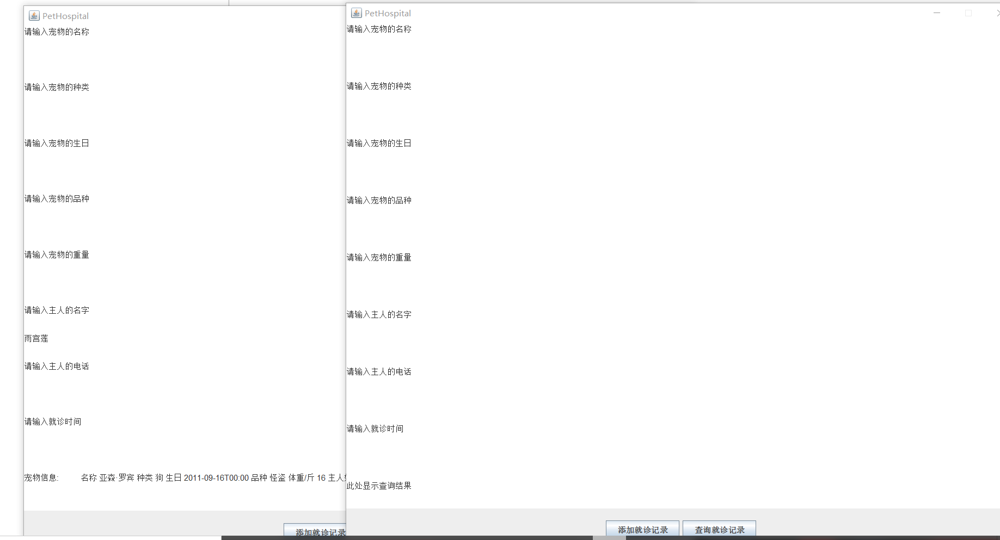 PetHospital
请输入宠物的名称
请输入宠物的种类
请输入宠物的生日
请输入宠物的品种
请输入宠物的重量
请输入主人的名字
雨宫莲
请输入主人的电话
请输入就诊时间
宠物信息: 名称 亚森·罗宾 种类 狗 生日 2011-09-16T00:00 品种 怪盗 体重/斤 16 主人
添加就诊记录
PetHospital
请输入宠物的名称
请输入宠物的种类
请输入宠物的生日
请输入宠物的品种
请输入宠物的重量
请输入主人的名字
请输入主人的电话
请输入就诊时间
此处显示查询结果
添加就诊记录 查询就诊记录